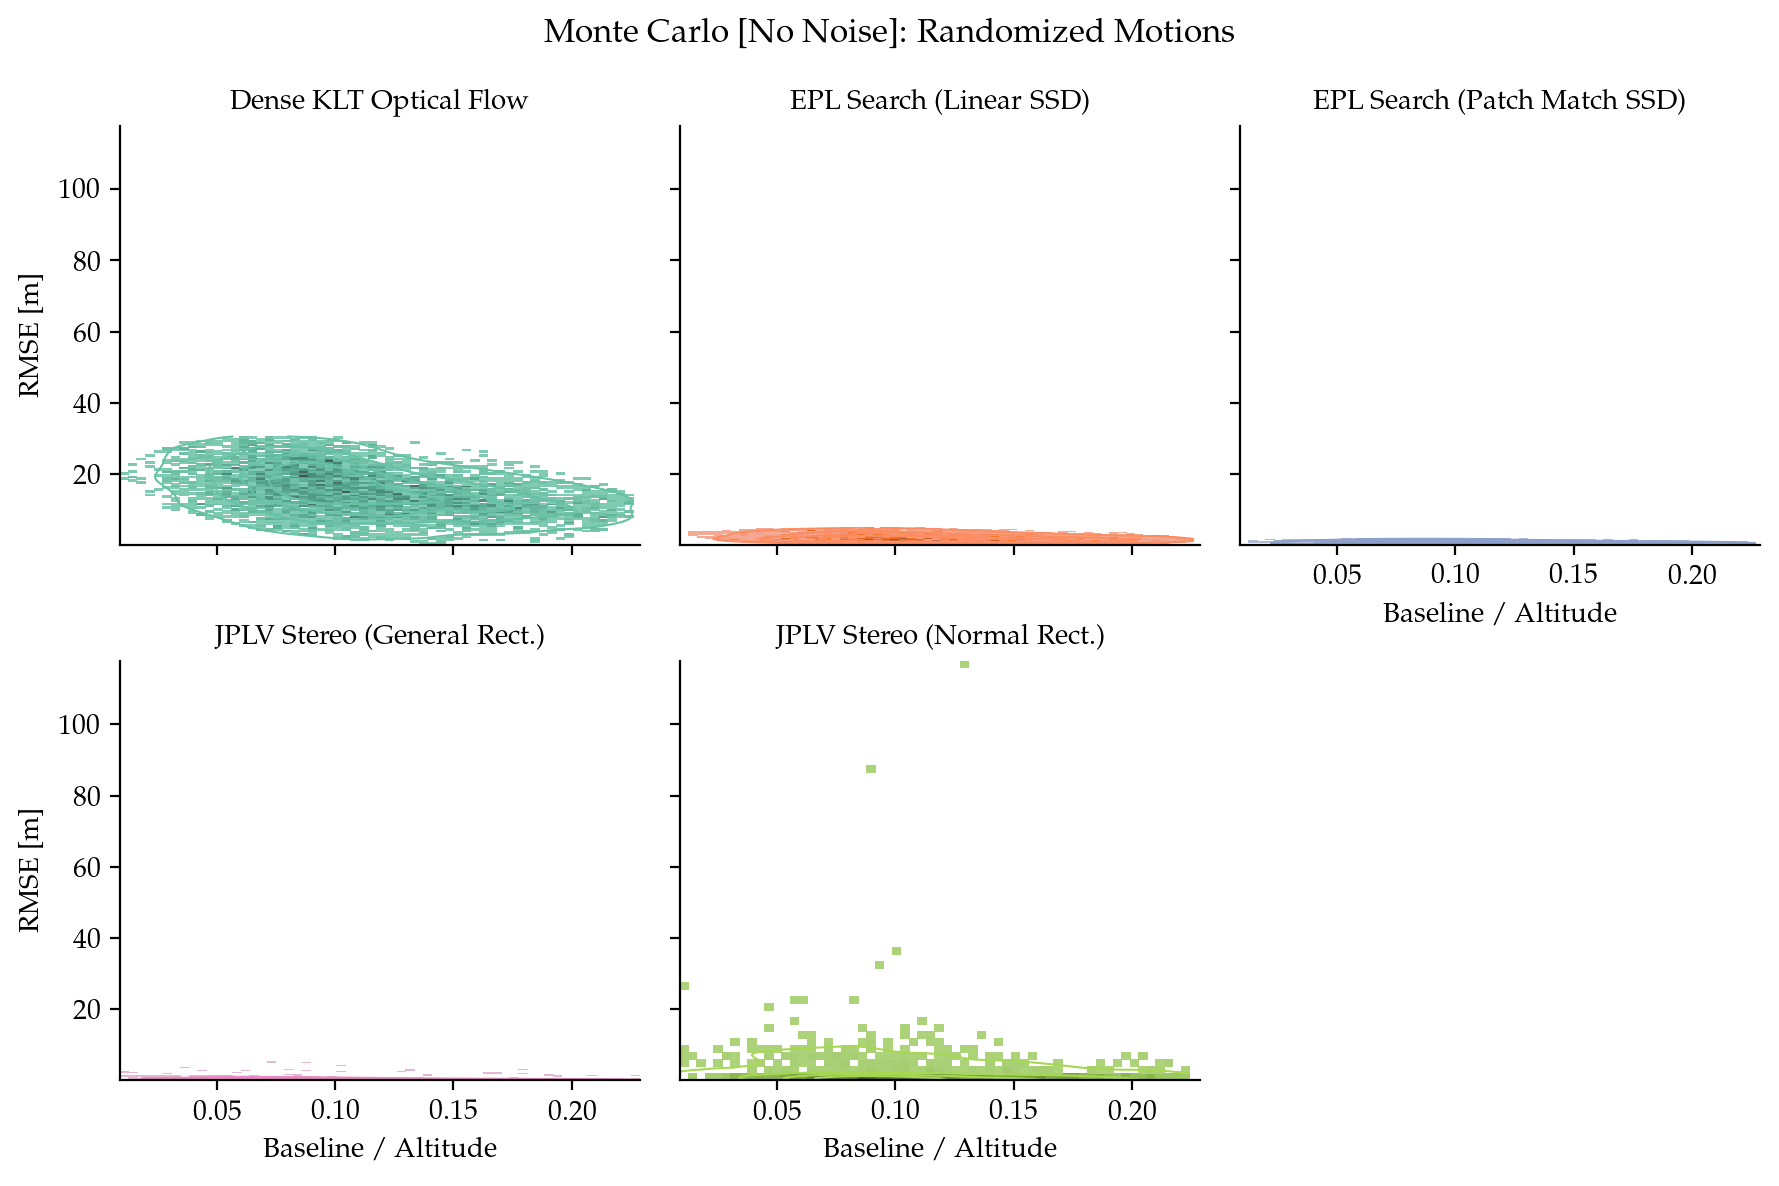 Monte Carlo [No Noise]: Randomized Motions
Dense KLT Optical Flow
EPL Search (Linear SSD)
EPL Search (Patch Match SSD)
RMSE [m]
100
80
60
40
20
0.05 0.10 0.15 0.20
Baseline / Altitude
JPLV Stereo (General Rect.)
JPLV Stereo (Normal Rect.)
RMSE [m]
100
80
60
40
20
0.05 0.10 0.15 0.20
Baseline / Altitude
0.05 0.10 0.15 0.20
Baseline / Altitude